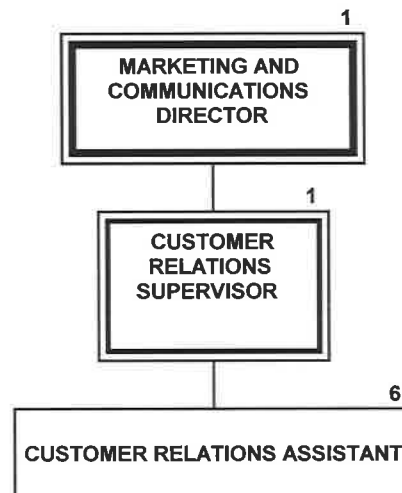 1
MARKETING AND
COMMUNICATIONS
DIRECTOR
1
CUSTOMER
RELATIONS
SUPERVISOR
6
CUSTOMER RELATIONS ASSISTANT